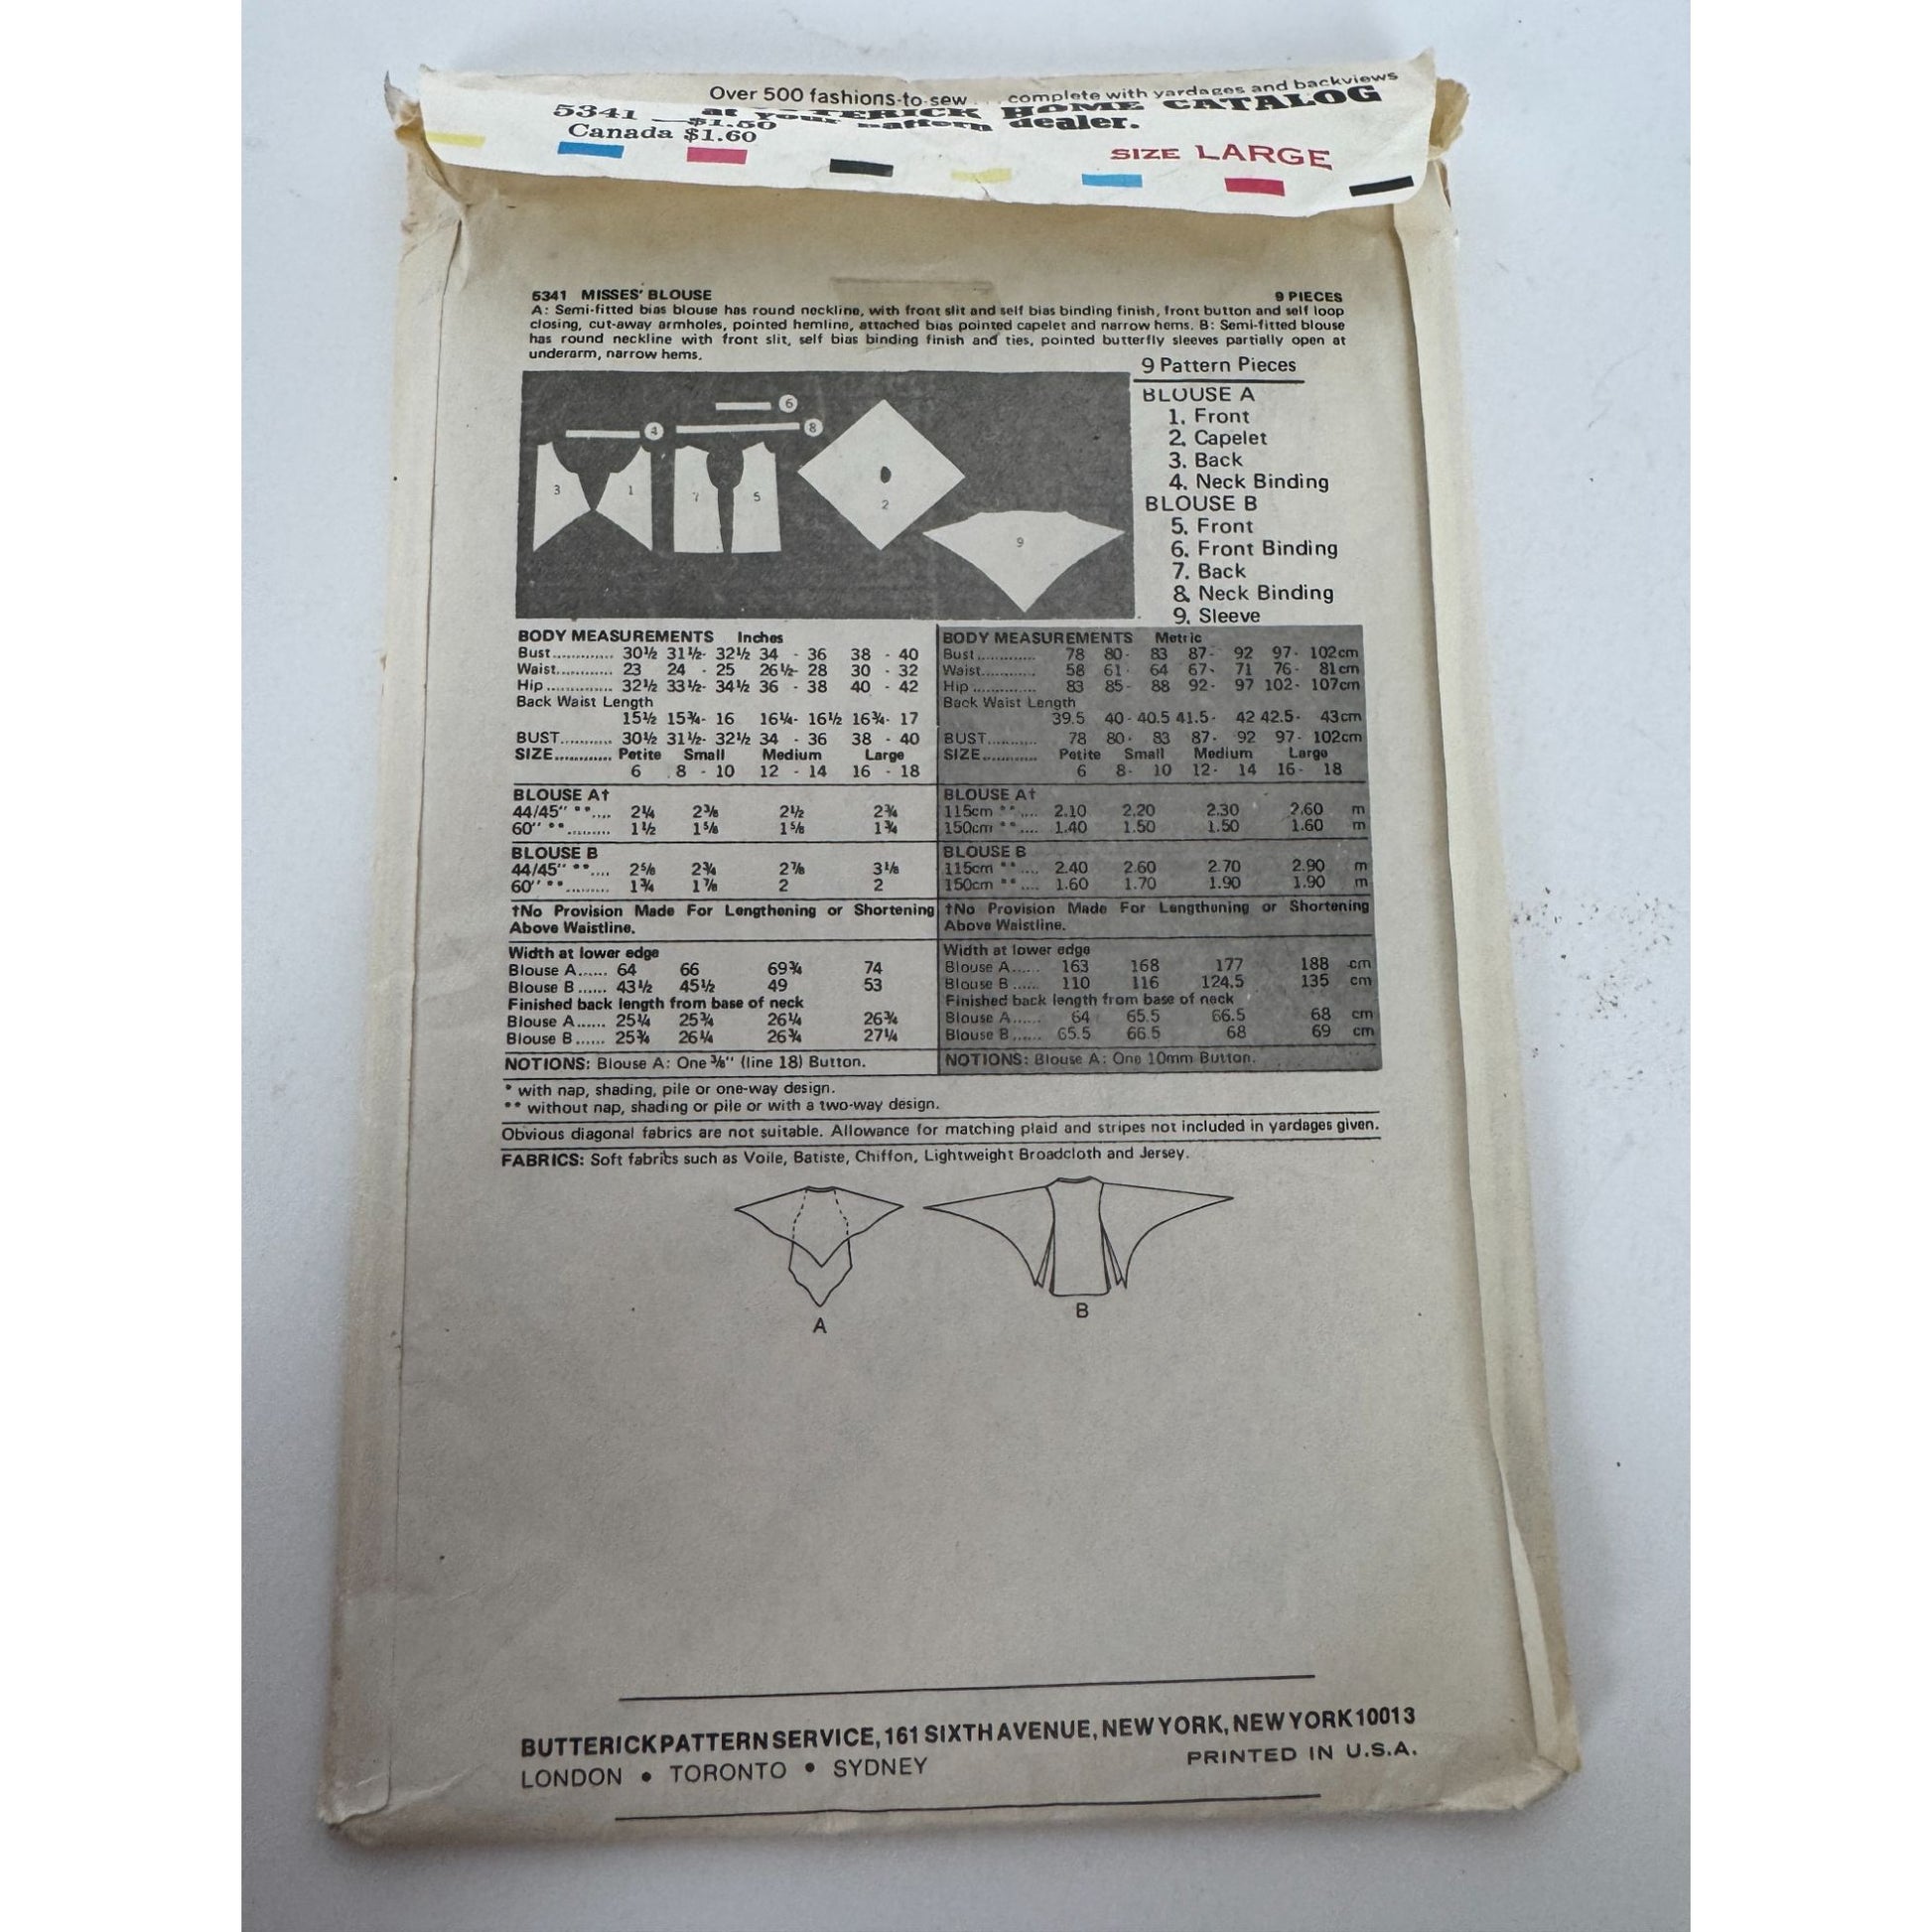 Over 500 fashions-to-sew . . . complete with yardages and backviews
HOME CATALOG
5341 —$1.50 at your pattern dealer.
Canada $1.60
SIZE LARGE
5341 MISSES' BLOUSE 9 PIECES
A: Semi-fitted bias blouse has round neckline, with front slit and self bias binding finish, front button and self loop
closing, cut-away armholes, pointed hemline, attached bias pointed capelet and narrow hems. B: Semi-fitted blouse
has round neckline with front slit, self bias binding finish and ties, pointed butterfly sleeves partially open at
underarm, narrow hems.
9 Pattern Pieces
BLOUSE A
1. Front
2. Capelet
3. Back
4. Neck Binding
BLOUSE B
5. Front
6. Front Binding
7. Back
8. Neck Binding
9. Sleeve
6
4 8
3 1 7 5 2
9
BODY MEASUREMENTS Inches
Bust............. 30½ 31½- 32½ 34 - 36 38 - 40
Waist............ 23 24 - 25 26½- 28 30 - 32
Hip .............. 32½ 33½- 34½ 36 - 38 40 - 42
Back Waist Length
15½ 15¾- 16 16¼- 16½ 16¾- 17
BUST........... 30½ 31½- 32½ 34 - 36 38 - 40
SIZE............. Petite Small Medium Large
6 8 - 10 12 - 14 16 - 18
BLOUSE A†
44/45" **.... 2¼ 2⅜ 2½ 2¾
60" **......... 1½ 1⅝ 1⅝ 1¾
BLOUSE B
44/45" **.... 2⅝ 2¾ 2⅞ 3⅛
60" **......... 1¾ 1⅞ 2 2
†No Provision Made For Lengthening or Shortening
Above Waistline.
Width at lower edge
Blouse A...... 64 66 69¾ 74
Blouse B ...... 43½ 45½ 49 53
Finished back length from base of neck
Blouse A...... 25¼ 25¾ 26¼ 26¾
Blouse B ...... 25¾ 26¼ 26¾ 27¼
NOTIONS: Blouse A: One ⅜" (line 18) Button.
BODY MEASUREMENTS Metric
Bust............. 78 80- 83 87- 92 97- 102cm
Waist............ 58 61- 64 67- 71 76- 81cm
Hip .............. 83 85- 88 92- 97 102- 107cm
Back Waist Length
39.5 40 - 40.5 41.5- 42 42.5- 43cm
BUST........... 78 80- 83 87- 92 97- 102cm
SIZE............. Petite Small Medium Large
6 8- 10 12- 14 16- 18
BLOUSE A†
115cm ** .... 2.10 2.20 2.30 2.60 m
150cm ** .... 1.40 1.50 1.50 1.60 m
BLOUSE B
115cm ** .... 2.40 2.60 2.70 2.90 m
150cm ** .... 1.60 1.70 1.90 1.90 m
†No Provision Made For Lengthening or Shortening
Above Waistline.
Width at lower edge
Blouse A...... 163 168 177 188 cm
Blouse B ...... 110 116 124.5 135 cm
Finished back length from base of neck
Blouse A...... 64 65.5 66.5 68 cm
Blouse B ...... 65.5 66.5 68 69 cm
NOTIONS: Blouse A: One 10mm Button.
* with nap, shading, pile or one-way design.
** without nap, shading or pile or with a two-way design.
Obvious diagonal fabrics are not suitable. Allowance for matching plaid and stripes not included in yardages given.
FABRICS: Soft fabrics such as Voile, Batiste, Chiffon, Lightweight Broadcloth and Jersey.
A B
BUTTERICK PATTERN SERVICE, 161 SIXTH AVENUE, NEW YORK, NEW YORK 10013
LONDON • TORONTO • SYDNEY PRINTED IN U.S.A.